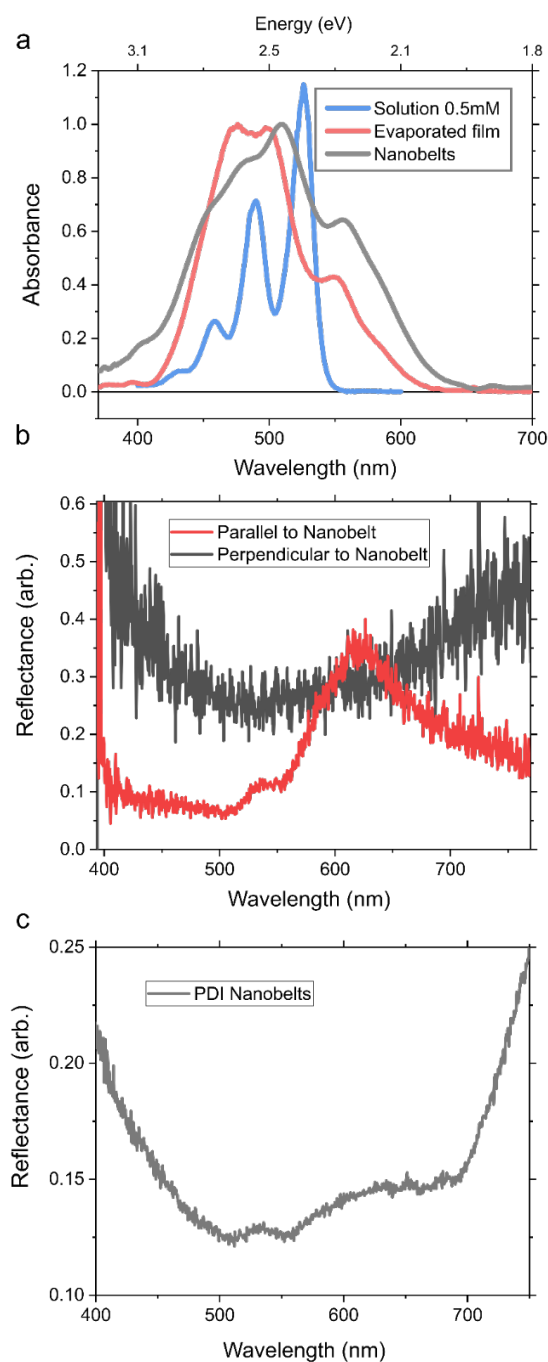 a
Energy (eV)
3.1 2.5 2.1 1.8
1.2
1.0
0.8
0.6
0.4
0.2
0.0
Absorbance
Solution 0.5mM
Evaporated film
Nanobelts
400 500 600 700
Wavelength (nm)
b
0.6
0.5
0.4
0.3
0.2
0.1
0.0
Reflectance (arb.)
Parallel to Nanobelt
Perpendicular to Nanobelt
400 500 600 700
Wavelength (nm)
c
0.25
0.20
0.15
0.10
Reflectance (arb.)
PDI Nanobelts
400 500 600 700
Wavelength (nm)